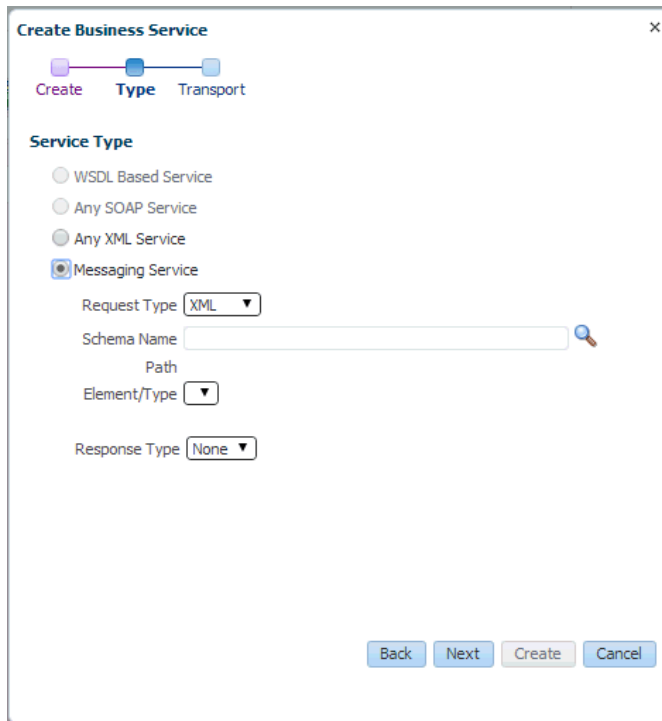 Create Business Service
×
Create Type Transport
Service Type
WSDL Based Service
Any SOAP Service
Any XML Service
Messaging Service
Request Type XML
Schema Name
Path
Element/Type
Response Type None
Back Next Create Cancel